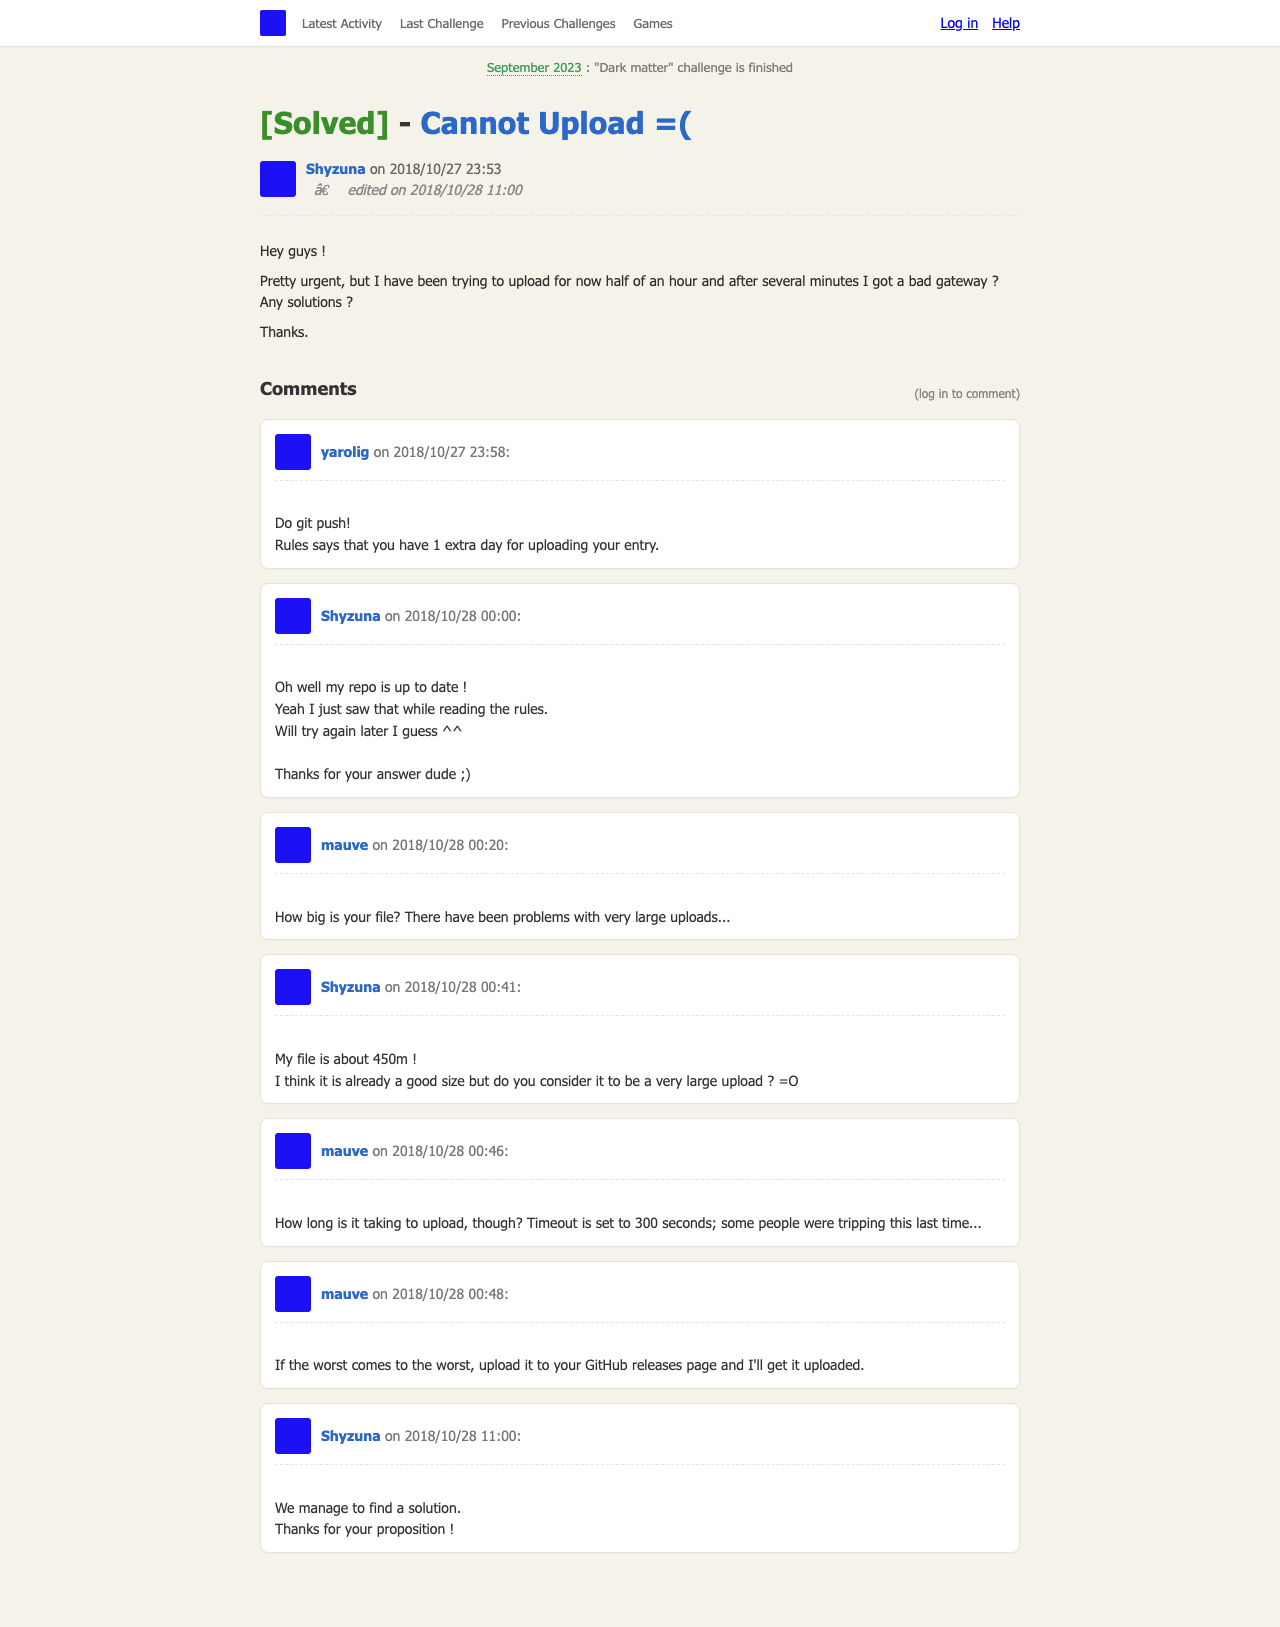 Latest Activity Last Challenge Previous Challenges Games Log in Help
September 2023 : "Dark matter" challenge is finished
[Solved] - Cannot Upload =(
Shyzuna on 2018/10/27 23:53
â€ edited on 2018/10/28 11:00
Hey guys !
Pretty urgent, but I have been trying to upload for now half of an hour and after several minutes I got a bad gateway ?
Any solutions ?
Thanks.
Comments (log in to comment)
yarolig on 2018/10/27 23:58:
Do git push!
Rules says that you have 1 extra day for uploading your entry.
Shyzuna on 2018/10/28 00:00:
Oh well my repo is up to date !
Yeah I just saw that while reading the rules.
Will try again later I guess ^^
Thanks for your answer dude ;)
mauve on 2018/10/28 00:20:
How big is your file? There have been problems with very large uploads...
Shyzuna on 2018/10/28 00:41:
My file is about 450m !
I think it is already a good size but do you consider it to be a very large upload ? =O
mauve on 2018/10/28 00:46:
How long is it taking to upload, though? Timeout is set to 300 seconds; some people were tripping this last time...
mauve on 2018/10/28 00:48:
If the worst comes to the worst, upload it to your GitHub releases page and I'll get it uploaded.
Shyzuna on 2018/10/28 11:00:
We manage to find a solution.
Thanks for your proposition !